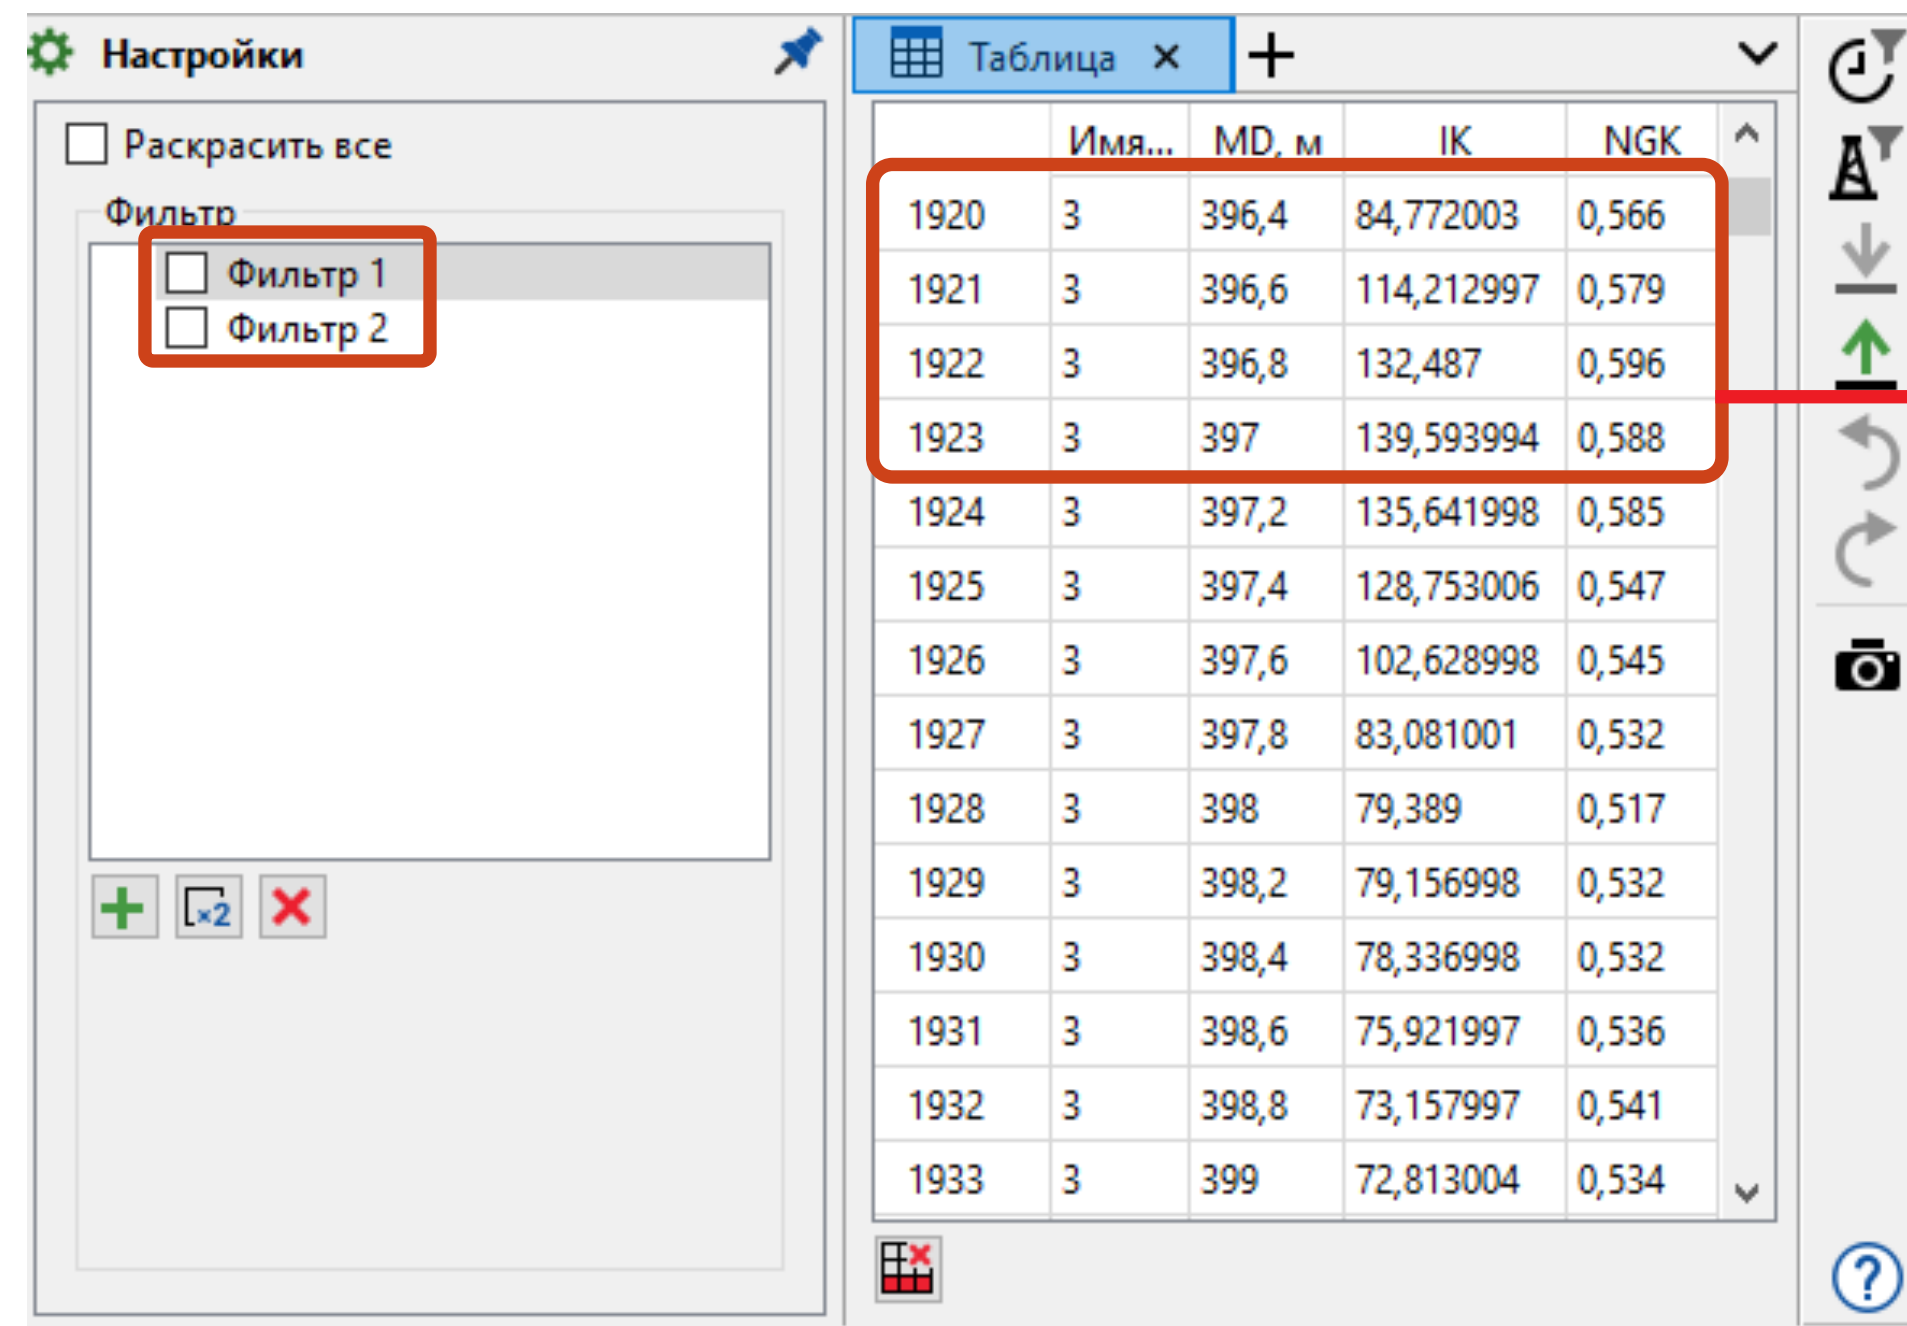 Настройки
Раскрасить все
Фильтр
Фильтр 1
Фильтр 2
×2
Таблица
Имя... MD, м IK NGK
1920 3 396,4 84,772003 0,566
1921 3 396,6 114,212997 0,579
1922 3 396,8 132,487 0,596
1923 3 397 139,593994 0,588
1924 3 397,2 135,641998 0,585
1925 3 397,4 128,753006 0,547
1926 3 397,6 102,628998 0,545
1927 3 397,8 83,081001 0,532
1928 3 398 79,389 0,517
1929 3 398,2 79,156998 0,532
1930 3 398,4 78,336998 0,532
1931 3 398,6 75,921997 0,536
1932 3 398,8 73,157997 0,541
1933 3 399 72,813004 0,534